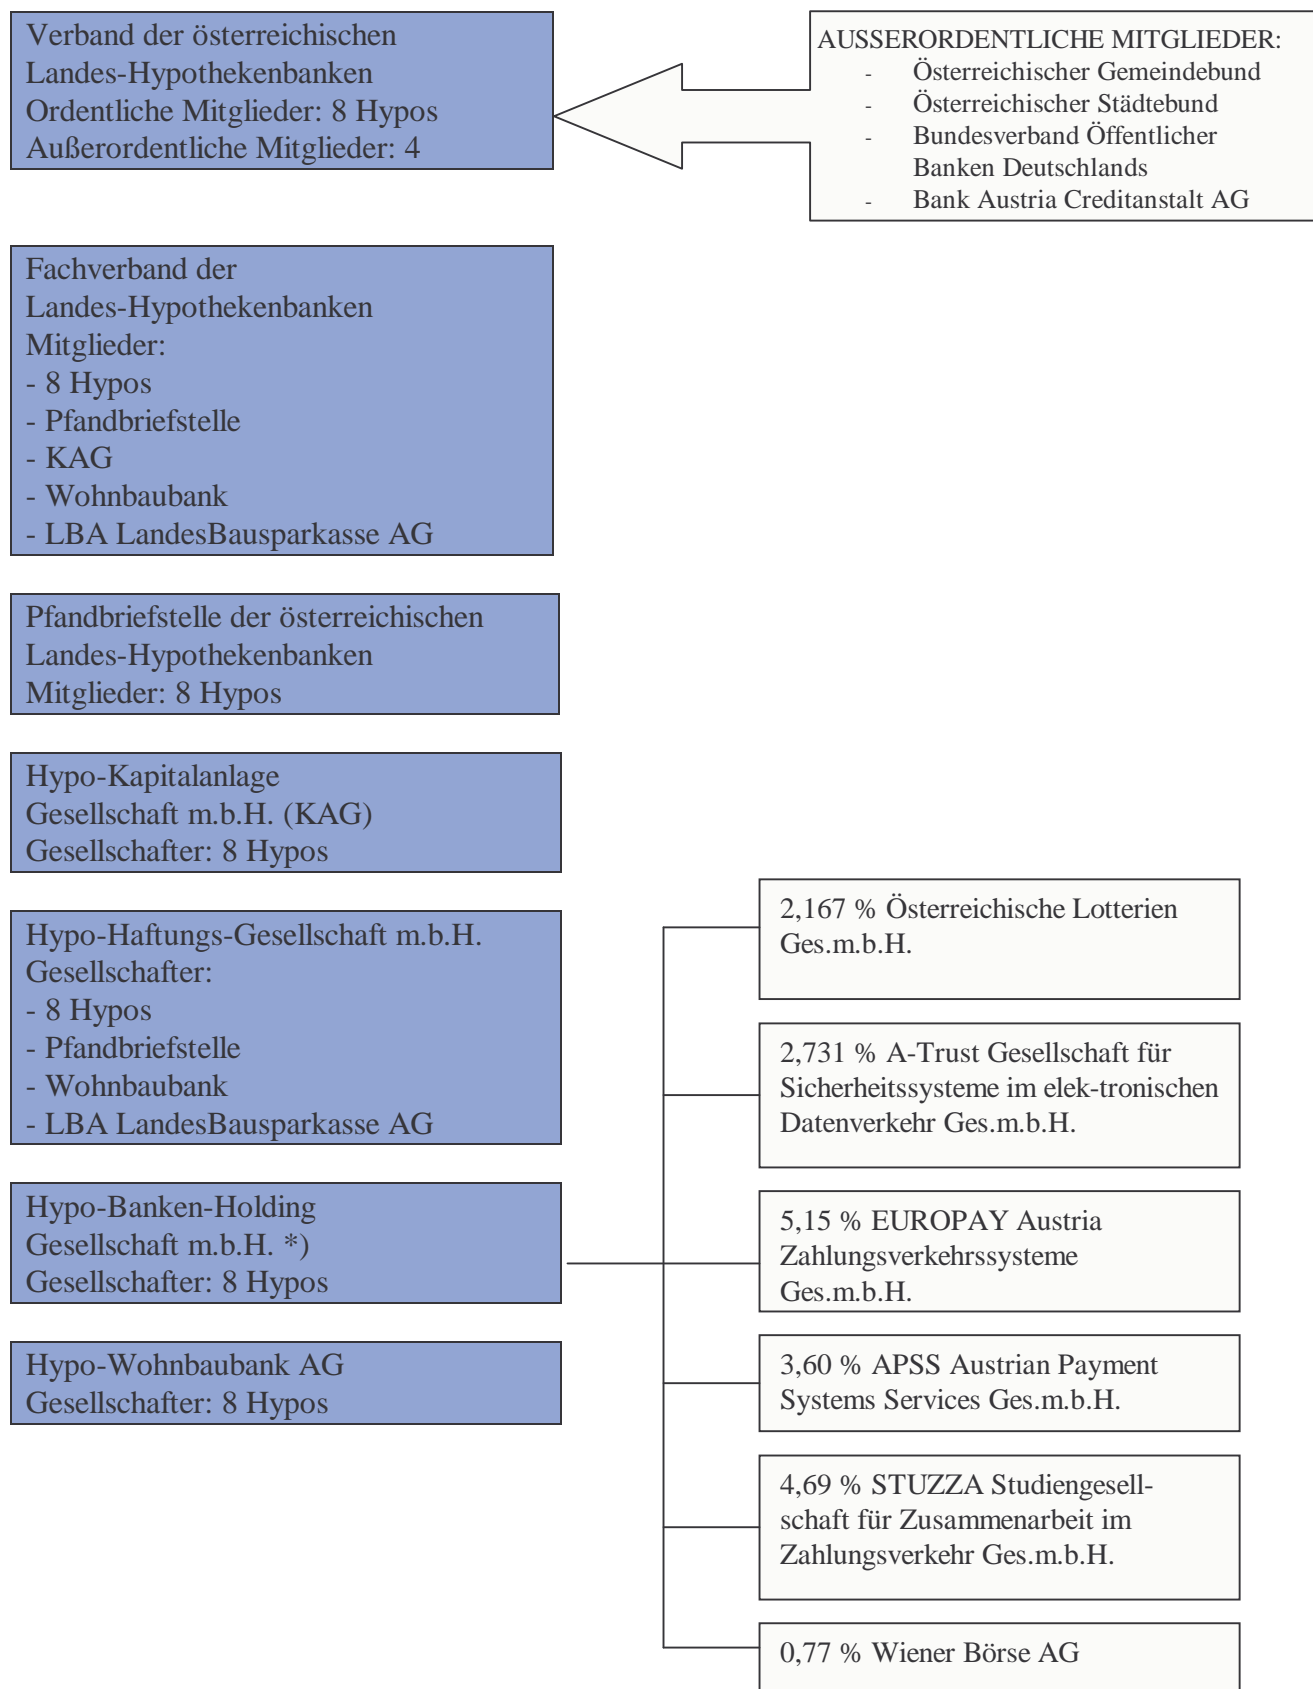 Verband der österreichischen
Landes-Hypothekenbanken
Ordentliche Mitglieder: 8 Hypos
Außerordentliche Mitglieder: 4
AUSSERORDENTLICHE MITGLIEDER:
- Österreichischer Gemeindebund
- Österreichischer Städtebund
- Bundesverband Öffentlicher
Banken Deutschlands
- Bank Austria Creditanstalt AG
Fachverband der
Landes-Hypothekenbanken
Mitglieder:
- 8 Hypos
- Pfandbriefstelle
- KAG
- Wohnbaubank
- LBA LandesBausparkasse AG
Pfandbriefstelle der österreichischen
Landes-Hypothekenbanken
Mitglieder: 8 Hypos
Hypo-Kapitalanlage
Gesellschaft m.b.H. (KAG)
Gesellschafter: 8 Hypos
Hypo-Haftungs-Gesellschaft m.b.H.
Gesellschafter:
- 8 Hypos
- Pfandbriefstelle
- Wohnbaubank
- LBA LandesBausparkasse AG
Hypo-Banken-Holding
Gesellschaft m.b.H. *)
Gesellschafter: 8 Hypos
Hypo-Wohnbaubank AG
Gesellschafter: 8 Hypos
2,167 % Österreichische Lotterien
Ges.m.b.H.
2,731 % A-Trust Gesellschaft für
Sicherheitssysteme im elek-tronischen
Datenverkehr Ges.m.b.H.
5,15 % EUROPAY Austria
Zahlungsverkehrssysteme
Ges.m.b.H.
3,60 % APSS Austrian Payment
Systems Services Ges.m.b.H.
4,69 % STUZZA Studiengesell-
schaft für Zusammenarbeit im
Zahlungsverkehr Ges.m.b.H.
0,77 % Wiener Börse AG